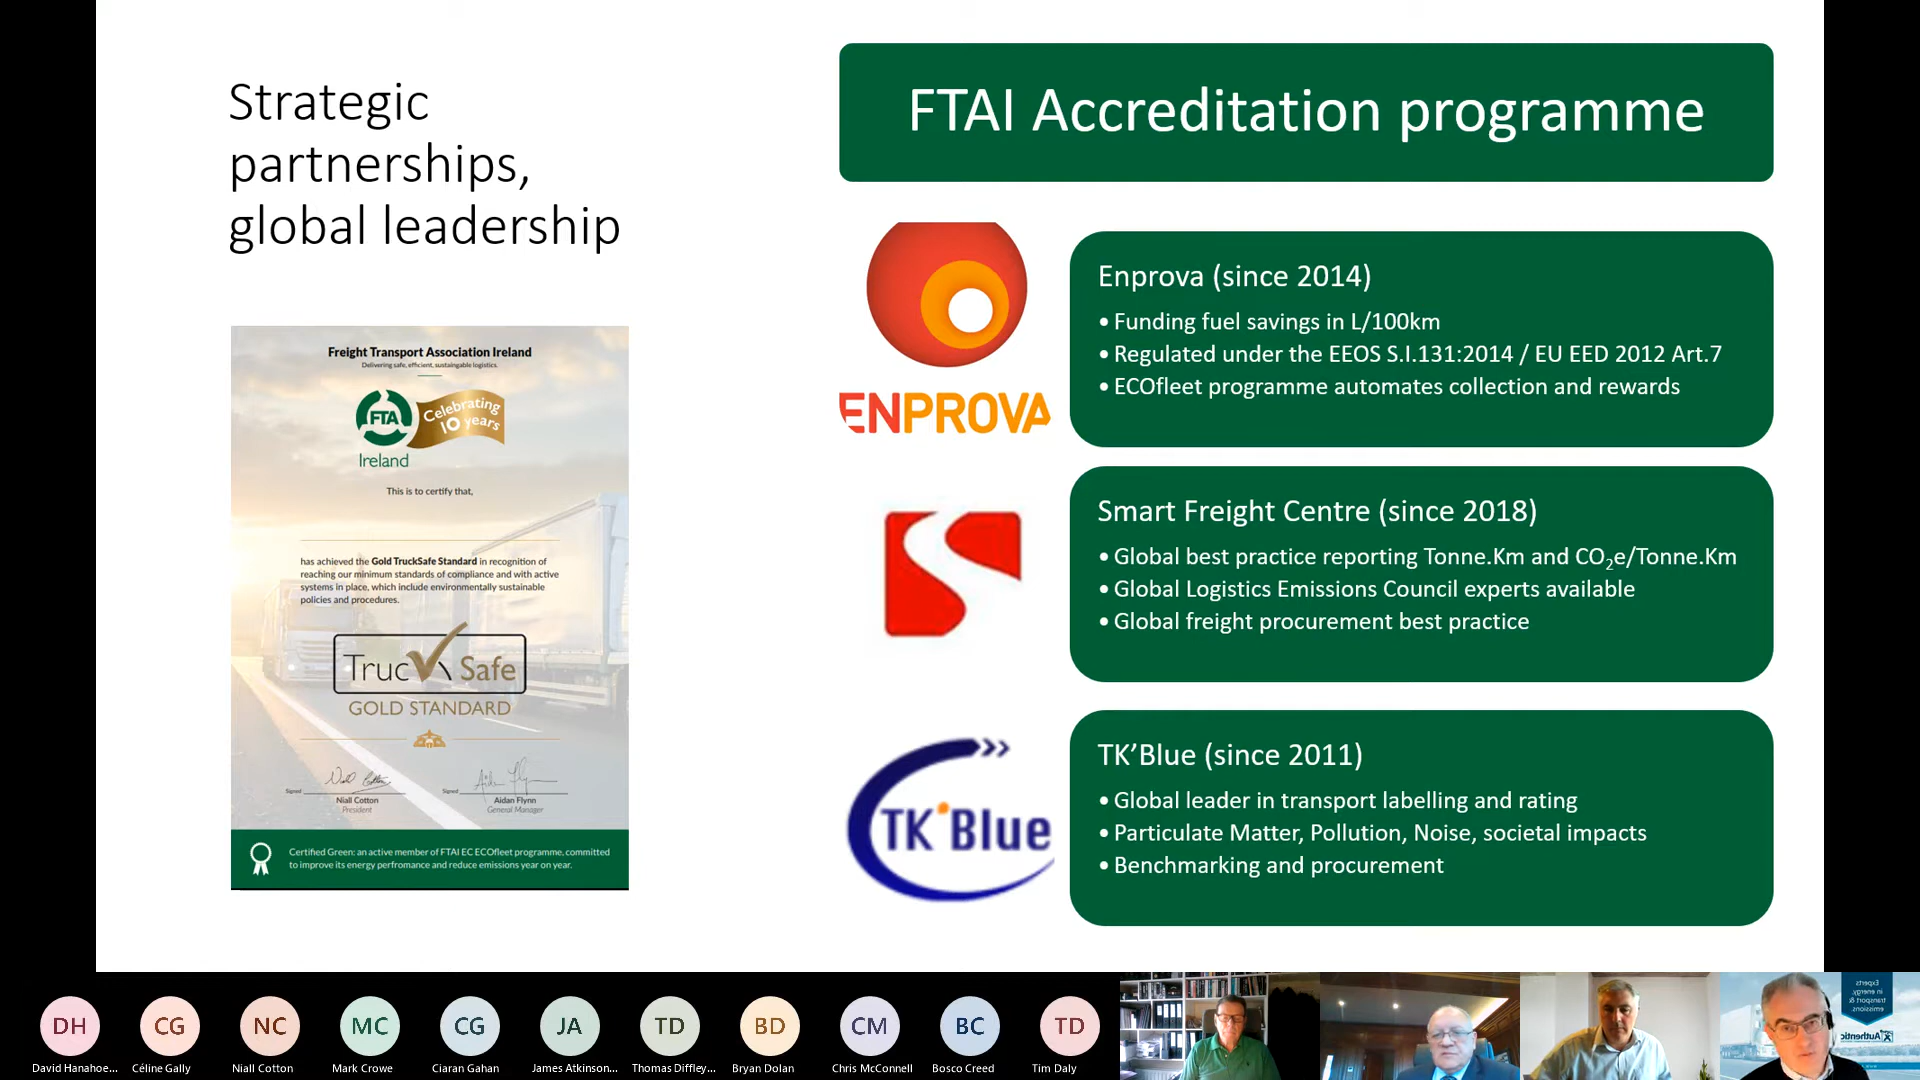 Strategic
partnerships,
global leadership
FTAI Accreditation programme
Freight Transport Association Ireland
Delivering safe, efficient, sustaingable logistics.
FTA
Celebrating
10 years
Ireland
This is to certify that,
has achieved the Gold TruckSafe Standard in recognition of
reaching our minimum standards of compliance and with active
systems in place, which include environmentally sustainable
policies and procedures.
Truc Safe
GOLD STANDARD
Signed
Niall Cotton
President
Signed
Aidan Flynn
General Manager
Certified Green: an active member of FTAI EC ECOfleet programme, committed
to improve its energy perfromance and reduce emissions year on year.
ENPROVA
Enprova (since 2014)
• Funding fuel savings in L/100km
• Regulated under the EEOS S.I.131:2014 / EU EED 2012 Art.7
• ECOfleet programme automates collection and rewards
Smart Freight Centre (since 2018)
• Global best practice reporting Tonne.Km and CO₂e/Tonne.Km
• Global Logistics Emissions Council experts available
• Global freight procurement best practice
TK'Blue
TK’Blue (since 2011)
• Global leader in transport labelling and rating
• Particulate Matter, Pollution, Noise, societal impacts
• Benchmarking and procurement
DH
CG
NC
MC
CG
JA
TD
BD
CM
BC
TD
David Hanahoe...
Céline Gally
Niall Cotton
Mark Crowe
Ciaran Gahan
James Atkinson...
Thomas Diffley...
Bryan Dolan
Chris McConnell
Bosco Creed
Tim Daly
Experts
in energy,
transport &
emissions.
Authentic